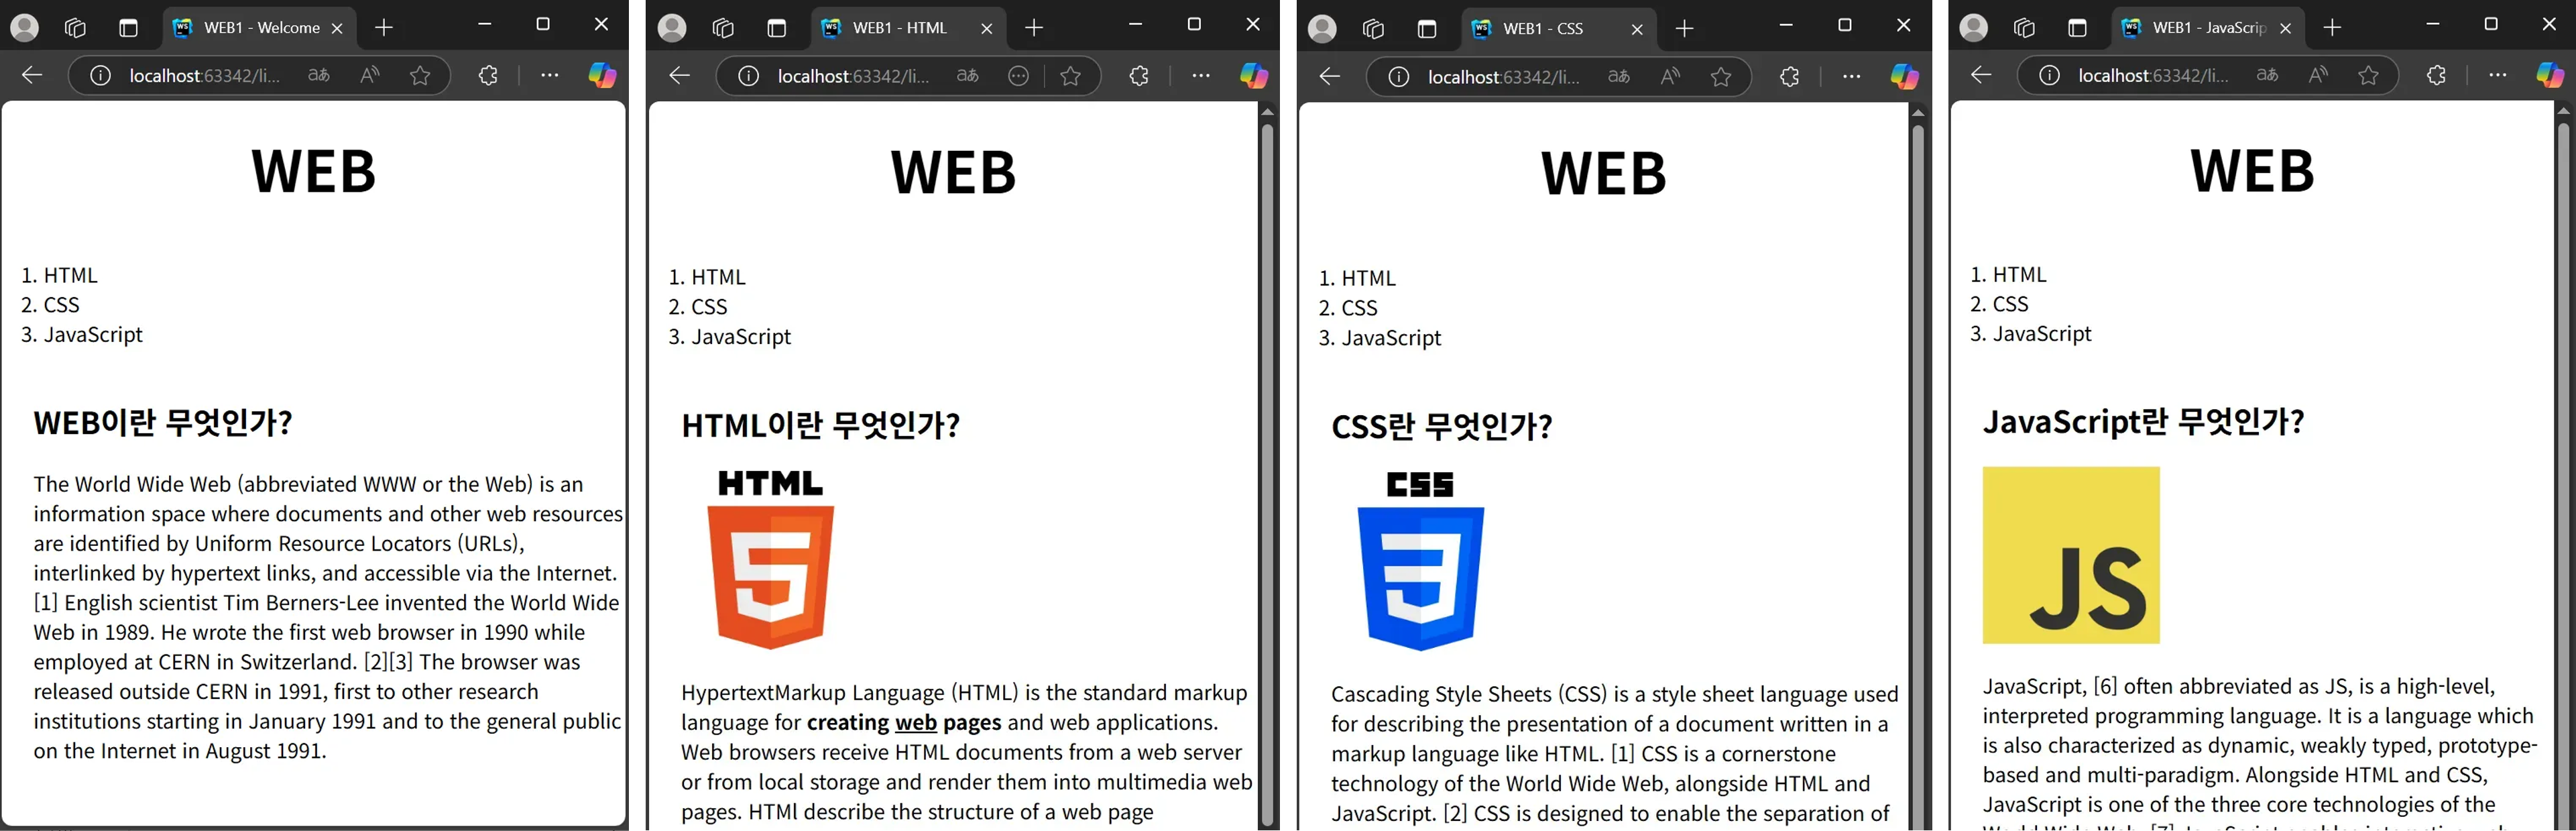 WEB1 - Welcome
localhost:63342/li...
WEB
1. HTML
2. CSS
3. JavaScript
WEB이란 무엇인가?
The World Wide Web (abbreviated WWW or the Web) is an
information space where documents and other web resources
are identified by Uniform Resource Locators (URLs),
interlinked by hypertext links, and accessible via the Internet.
[1] English scientist Tim Berners-Lee invented the World Wide
Web in 1989. He wrote the first web browser in 1990 while
employed at CERN in Switzerland. [2][3] The browser was
released outside CERN in 1991, first to other research
institutions starting in January 1991 and to the general public
on the Internet in August 1991.
WEB1 - HTML
localhost:63342/li...
WEB
1. HTML
2. CSS
3. JavaScript
HTML이란 무엇인가?
HTML
5
HypertextMarkup Language (HTML) is the standard markup
language for creating web pages and web applications.
Web browsers receive HTML documents from a web server
or from local storage and render them into multimedia web
pages. HTMl describe the structure of a web page
WEB1 - CSS
localhost:63342/li...
WEB
1. HTML
2. CSS
3. JavaScript
CSS란 무엇인가?
CSS
3
Cascading Style Sheets (CSS) is a style sheet language used
for describing the presentation of a document written in a
markup language like HTML. [1] CSS is a cornerstone
technology of the World Wide Web, alongside HTML and
JavaScript. [2] CSS is designed to enable the separation of
WEB1 - JavaScrip
localhost:63342/li...
WEB
1. HTML
2. CSS
3. JavaScript
JavaScript란 무엇인가?
JS
JavaScript, [6] often abbreviated as JS, is a high-level,
interpreted programming language. It is a language which
is also characterized as dynamic, weakly typed, prototype-
based and multi-paradigm. Alongside HTML and CSS,
JavaScript is one of the three core technologies of the